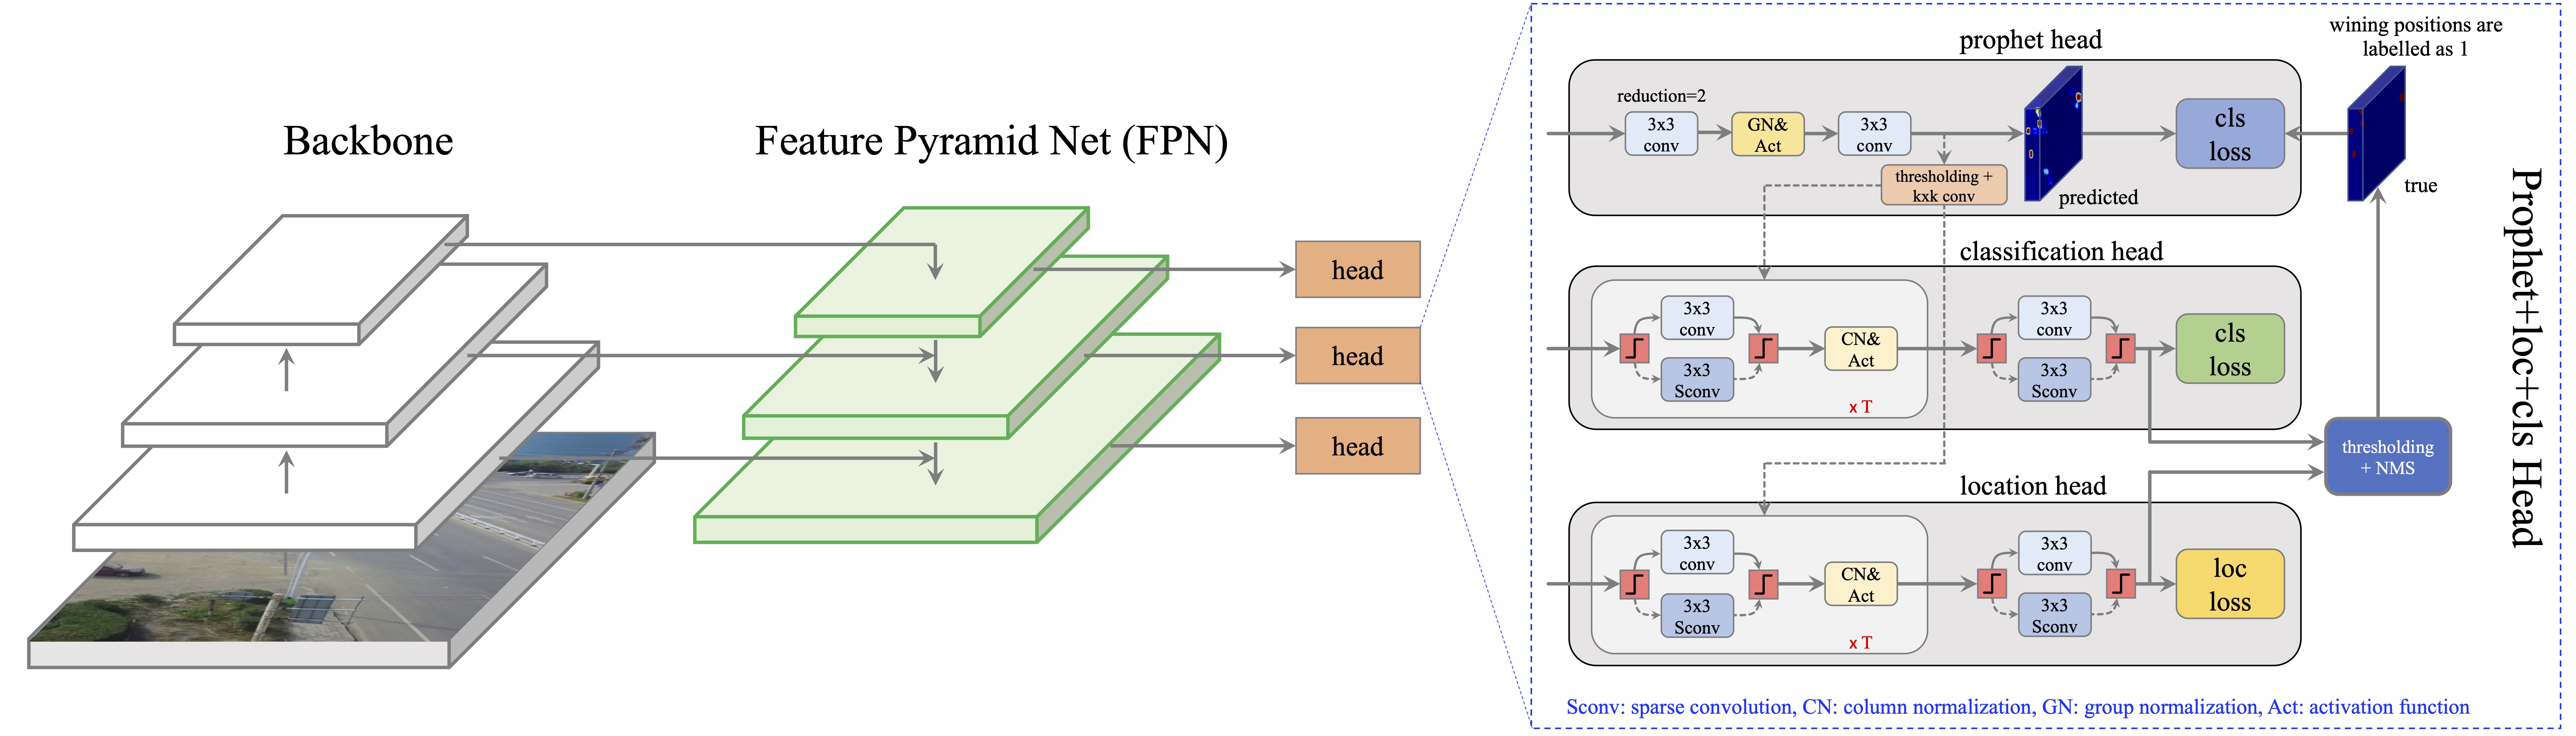 Backbone
Feature Pyramid Net (FPN)
head
head
head
prophet head
reduction=2
3x3
conv
GN&
Act
3x3
conv
thresholding +
kxk conv
predicted
cls
loss
wining positions are
labelled as 1
true
classification head
3x3
conv
3x3
Sconv
CN&
Act
x T
3x3
conv
3x3
Sconv
cls
loss
thresholding
+ NMS
location head
3x3
conv
3x3
Sconv
CN&
Act
x T
3x3
conv
3x3
Sconv
loc
loss
Prophet+loc+cls Head
Sconv: sparse convolution, CN: column normalization, GN: group normalization, Act: activation function